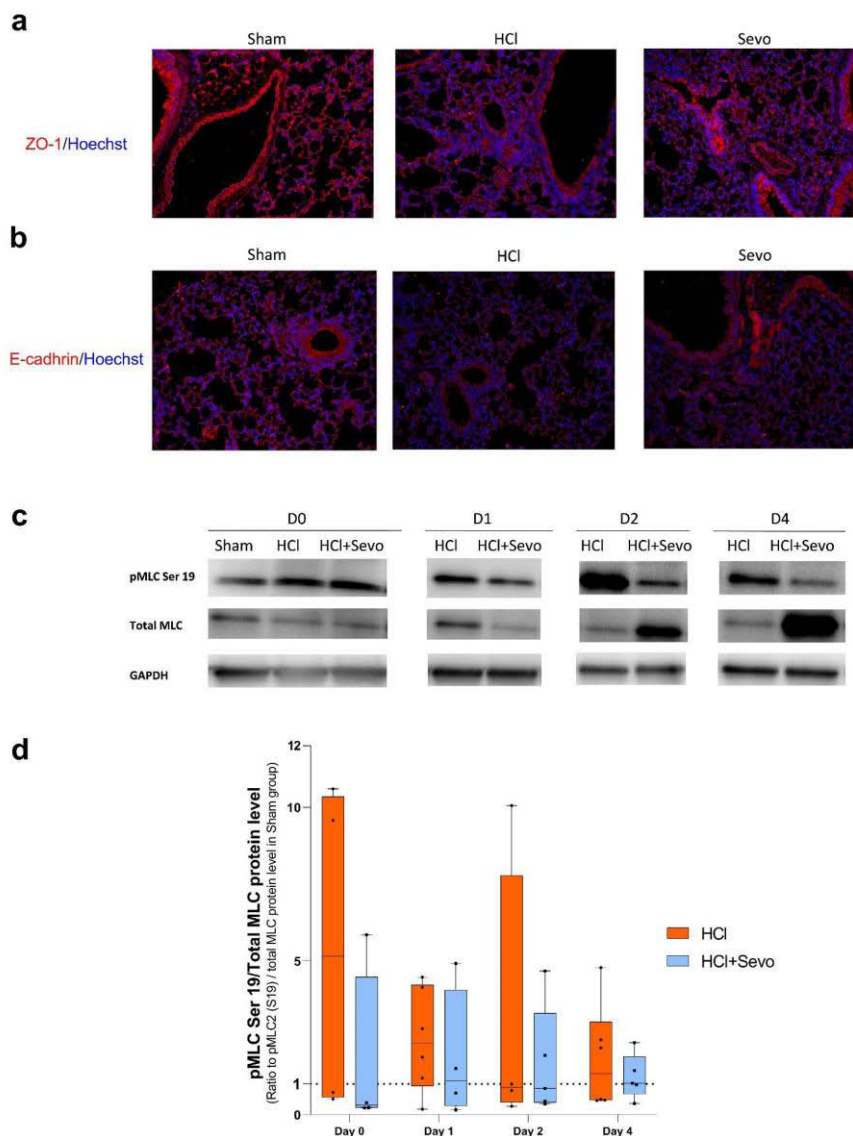 a
Sham HCl Sevo
ZO-1/Hoechst
b
Sham HCl Sevo
E-cadhrin/Hoechst
c
D0 D1 D2 D4
Sham HCl HCl+Sevo HCl HCl+Sevo HCl HCl+Sevo HCl HCl+Sevo
pMLC Ser 19
Total MLC
GAPDH
d
pMLC Ser 19/Total MLC protein level
(Ratio to pMLC2 (S19) / total MLC protein level in Sham group)
12
10
5
1
0
HCl
HCl+Sevo
Day 0 Day 1 Day 2 Day 4